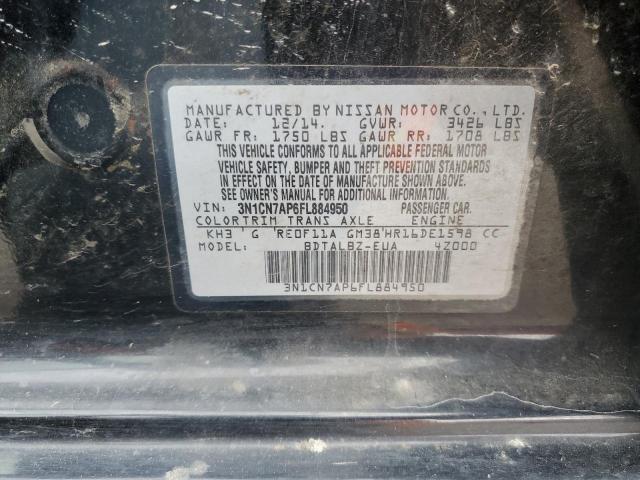 MANUFACTURED BY NISSAN MOTOR CO., LTD.
DATE: 12/14. GVWR: 3426 LBS
GAWR FR: 1750 LBS GAWR RR: 1708 LBS
THIS VEHICLE CONFORMS TO ALL APPLICABLE FEDERAL MOTOR
VEHICLE SAFETY, BUMPER AND THEFT PREVENTION STANDARDS
IN EFFECT ON THE DATE OF MANUFACTURE SHOWN ABOVE.
SEE OWNER'S MANUAL FOR ADDITIONAL INFORMATION.
VIN: 3N1CN7AP6FL884950 PASSENGER CAR.
COLOR TRIM TRANS AXLE ENGINE
KH3 ' G 'RE0F11A GM38'HR16DE1598 CC
MODEL: BDTALBZ-EUA 4Z000
3N1CN7AP6FL884950